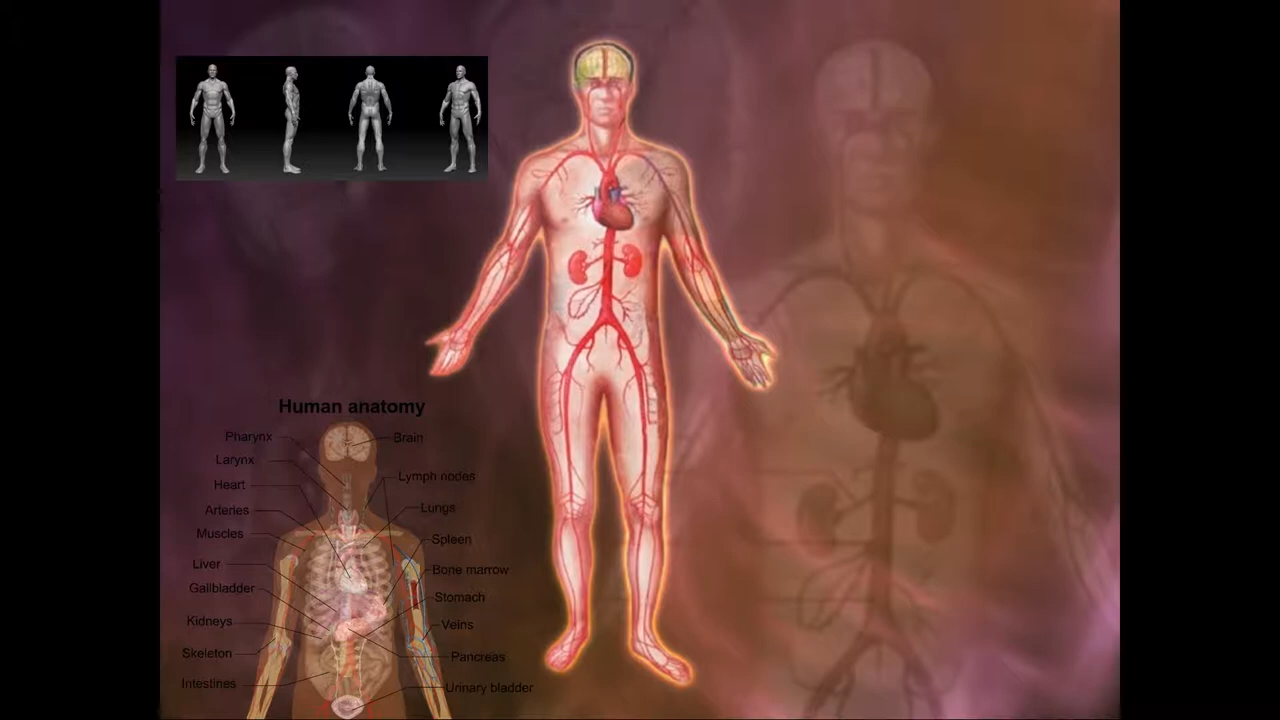 Human anatomy
Pharynx
Brain
Larynx
Lymph nodes
Heart
Lungs
Arteries
Muscles
Spleen
Liver
Bone marrow
Gallbladder
Stomach
Kidneys
Veins
Skeleton
Pancreas
Intestines
Urinary bladder